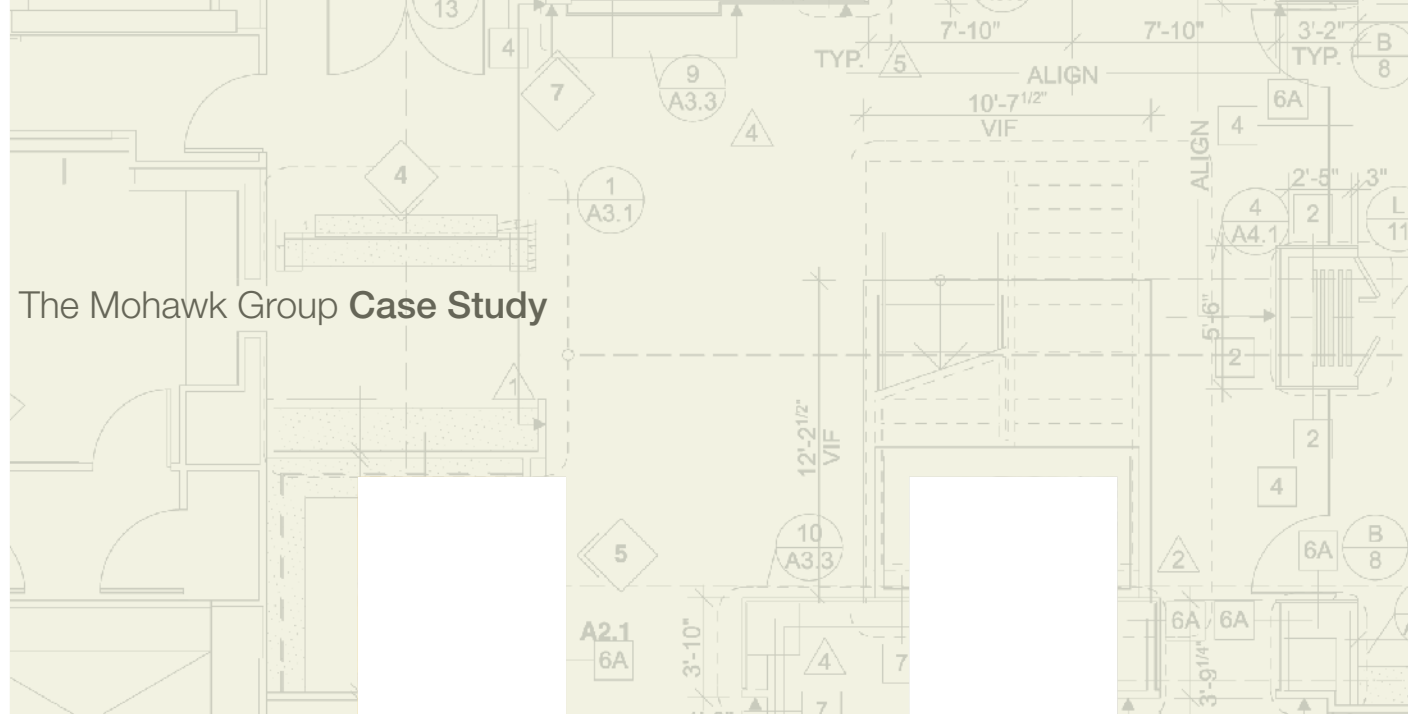 13
4
7'-10"
7'-10"
3'-2"
TYP.
5
TYP.
B
8
7
9
A3.3
ALIGN
10'-7 1/2"
VIF
6A
4
4
ALIGN
4
1
A3.1
2'-5"
3"
4
A4.1
2
L
11
The Mohawk Group Case Study
5'-6"
2
1
12'-2 1/2"
VIF
2
4
5
10
A3.3
2
6A
B
8
A2.1
6A
3'-10"
4
7
6A
6A
3'-9 1/4"
7